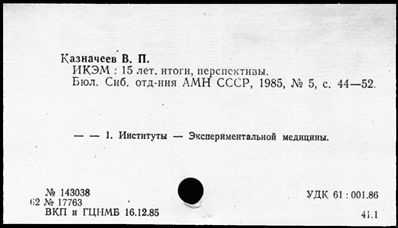 Казначеев В. П.
ИКЭМ : 15 лет, итоги, перспективы.
Бюл. Сиб. отд-ния АМН СССР, 1985, № 5, с. 44—52.
— — 1. Институты — Экспериментальной медицины.
№ 143038
62 № 17763
УДК 61 : 001.86
ВКП и ГЦНМБ 16.12.85
41.1